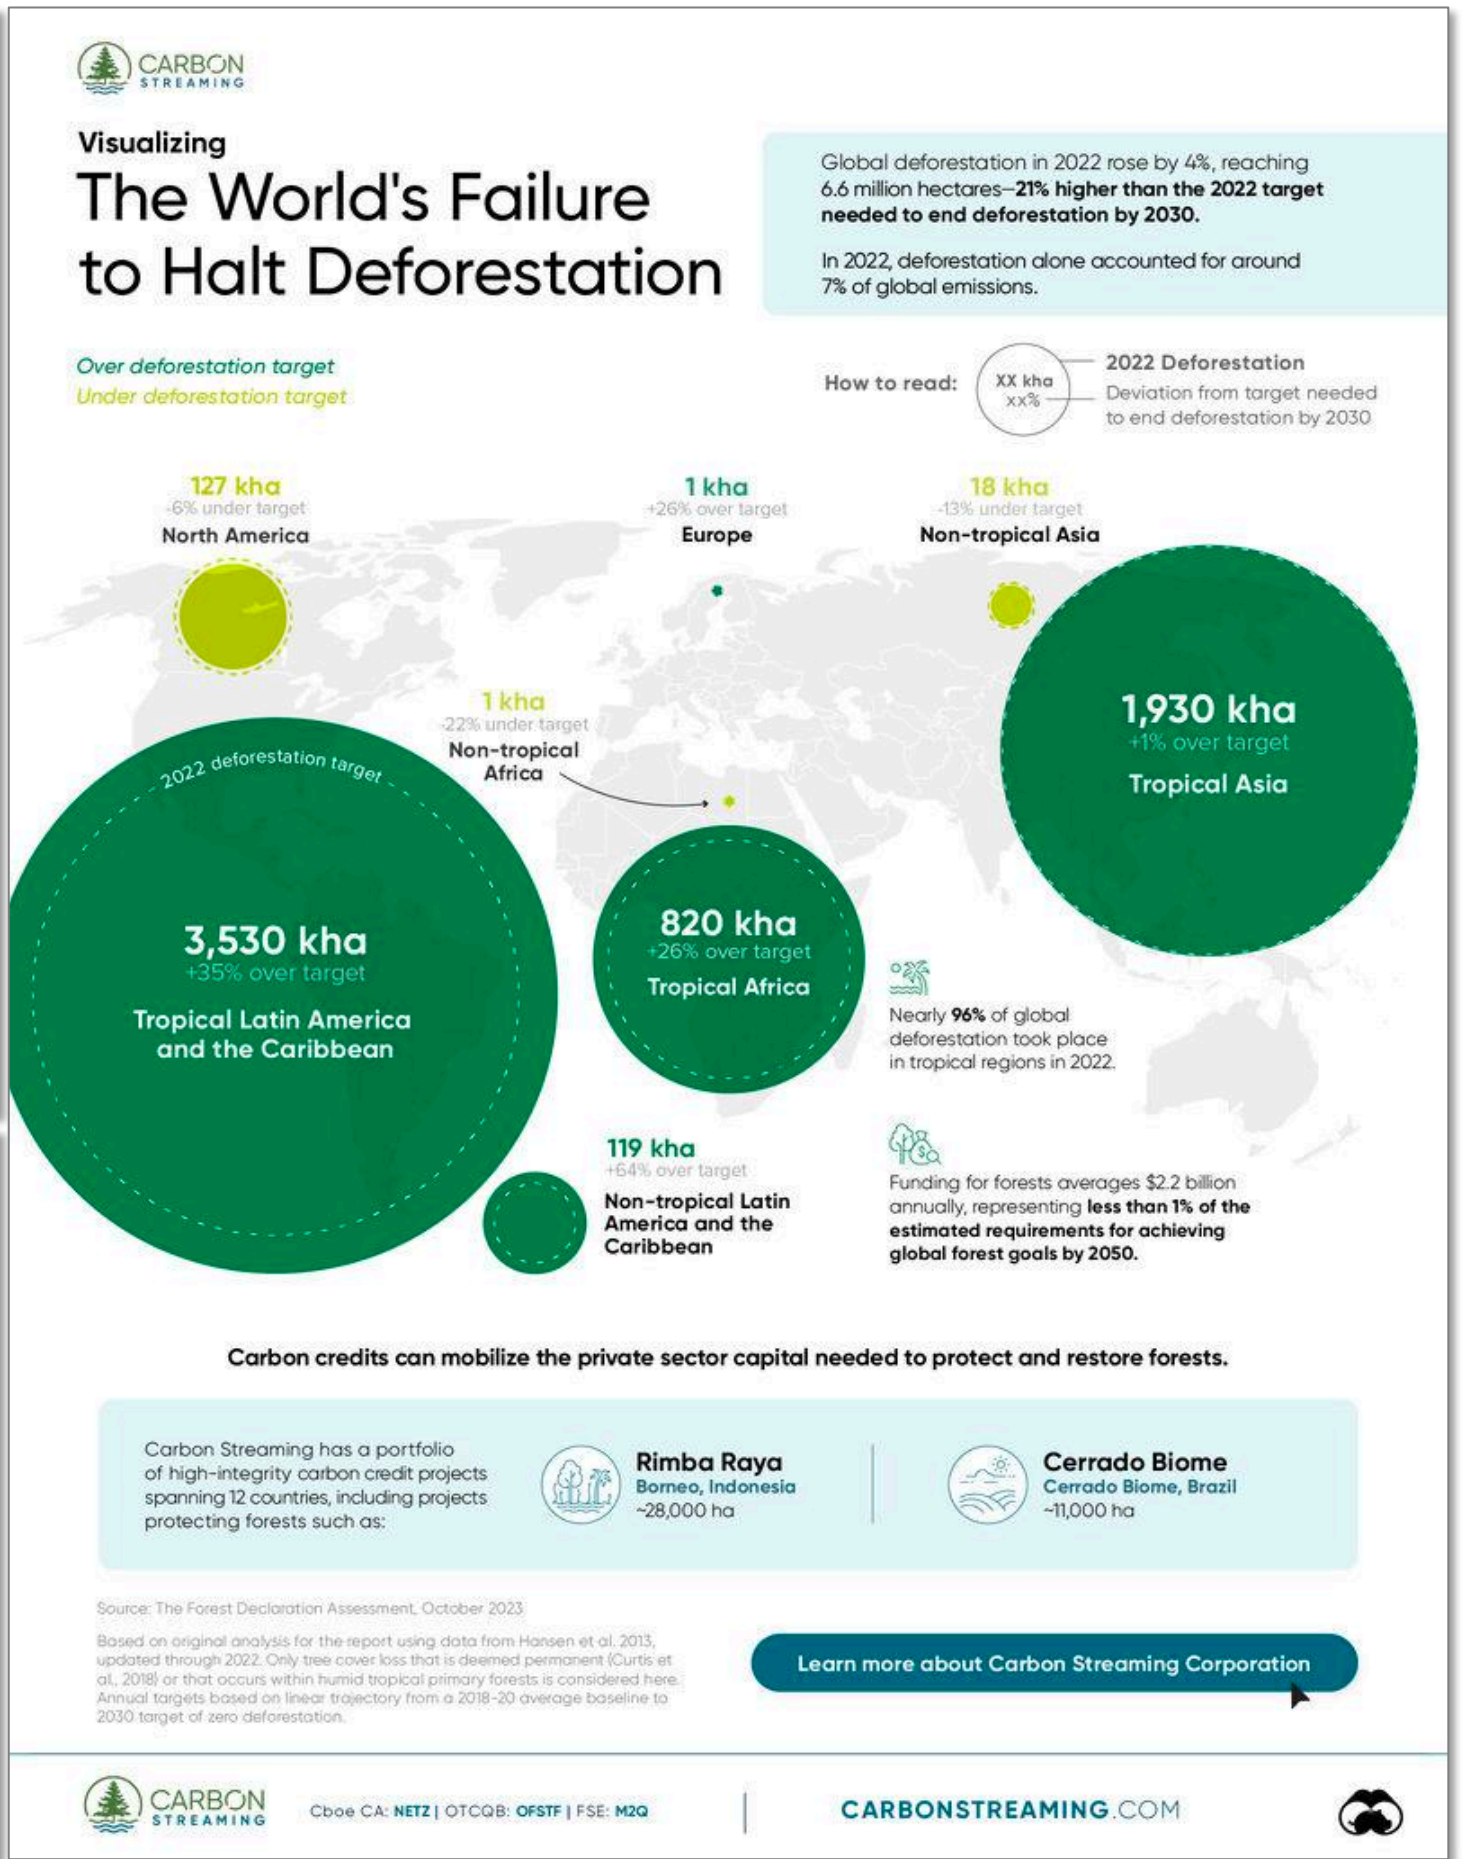 CARBON
STREAMING
Visualizing
The World's Failure
to Halt Deforestation
Global deforestation in 2022 rose by 4%, reaching
6.6 million hectares—21% higher than the 2022 target
needed to end deforestation by 2030.
In 2022, deforestation alone accounted for around
7% of global emissions.
Over deforestation target
Under deforestation target
How to read:
XX kha
xx%
2022 Deforestation
Deviation from target needed
to end deforestation by 2030
127 kha
-6% under target
North America
1 kha
+26% over target
Europe
18 kha
-13% under target
Non-tropical Asia
1 kha
-22% under target
Non-tropical
Africa
1,930 kha
+1% over target
Tropical Asia
2022 deforestation target
3,530 kha
+35% over target
Tropical Latin America
and the Caribbean
820 kha
+26% over target
Tropical Africa
Nearly 96% of global
deforestation took place
in tropical regions in 2022.
119 kha
+64% over target
Non-tropical Latin
America and the
Caribbean
Funding for forests averages $2.2 billion
annually, representing less than 1% of the
estimated requirements for achieving
global forest goals by 2050.
Carbon credits can mobilize the private sector capital needed to protect and restore forests.
Carbon Streaming has a portfolio
of high-integrity carbon credit projects
spanning 12 countries, including projects
protecting forests such as:
Rimba Raya
Borneo, Indonesia
~28,000 ha
Cerrado Biome
Cerrado Biome, Brazil
~11,000 ha
Source: The Forest Declaration Assessment, October 2023
Based on original analysis for the report using data from Hansen et al. 2013,
updated through 2022. Only tree cover loss that is deemed permanent (Curtis et
al., 2018) or that occurs within humid tropical primary forests is considered here.
Annual targets based on linear trajectory from a 2018-20 average baseline to
2030 target of zero deforestation.
Learn more about Carbon Streaming Corporation
CARBON
STREAMING
Cboe CA: NETZ | OTCQB: OFSTF | FSE: M2Q
CARBONSTREAMING.COM